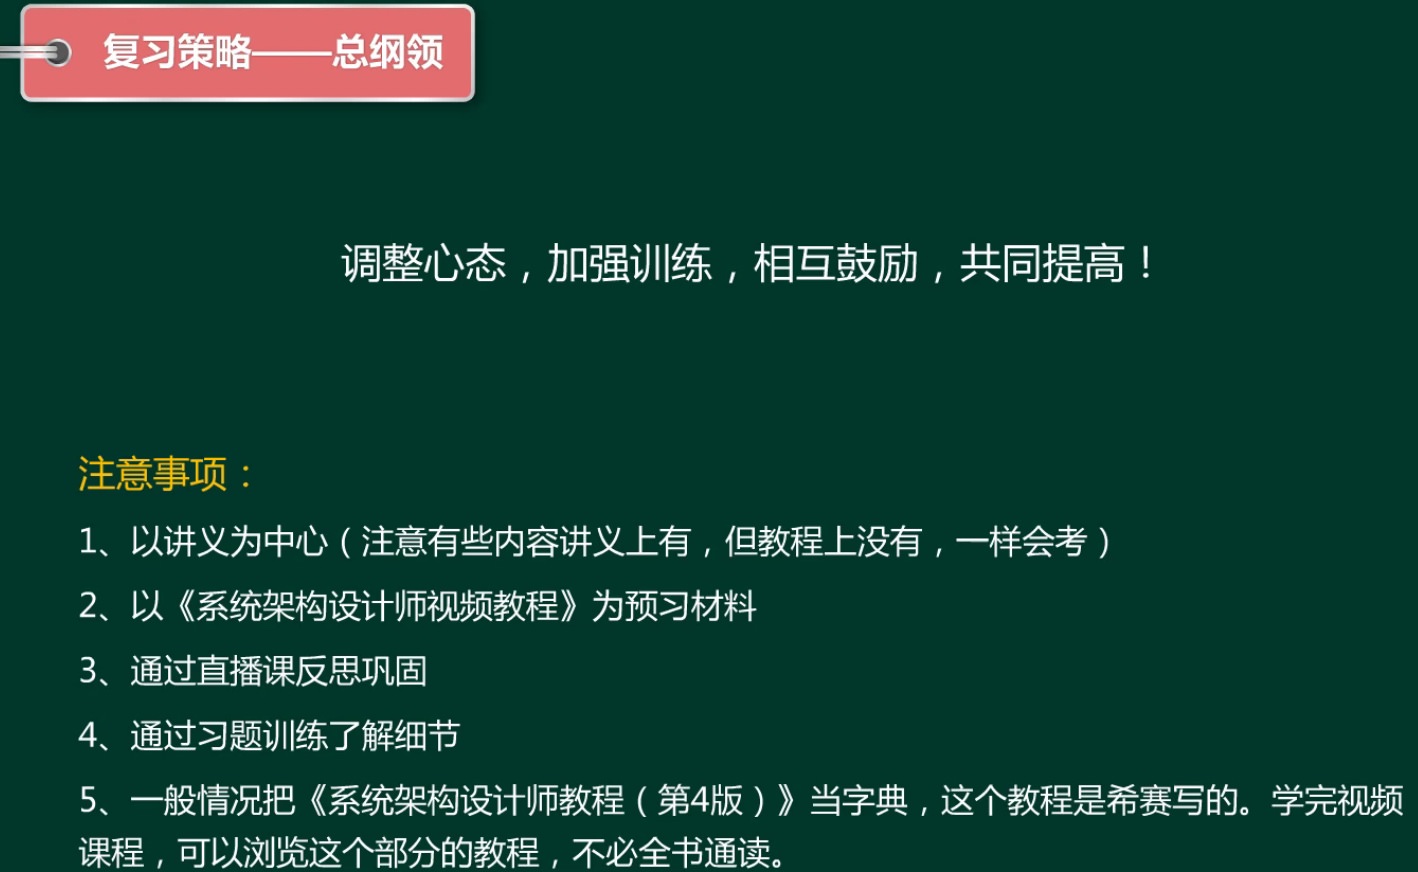 复习策略——总纲领
调整心态，加强训练，相互鼓励，共同提高！
注意事项：
1、以讲义为中心（注意有些内容讲义上有，但教程上没有，一样会考）
2、以《系统架构设计师视频教程》为预习材料
3、通过直播课反思巩固
4、通过习题训练了解细节
5、一般情况把《系统架构设计师教程（第4版）》当字典，这个教程是希赛写的。学完视频
课程，可以浏览这个部分的教程，不必全书通读。